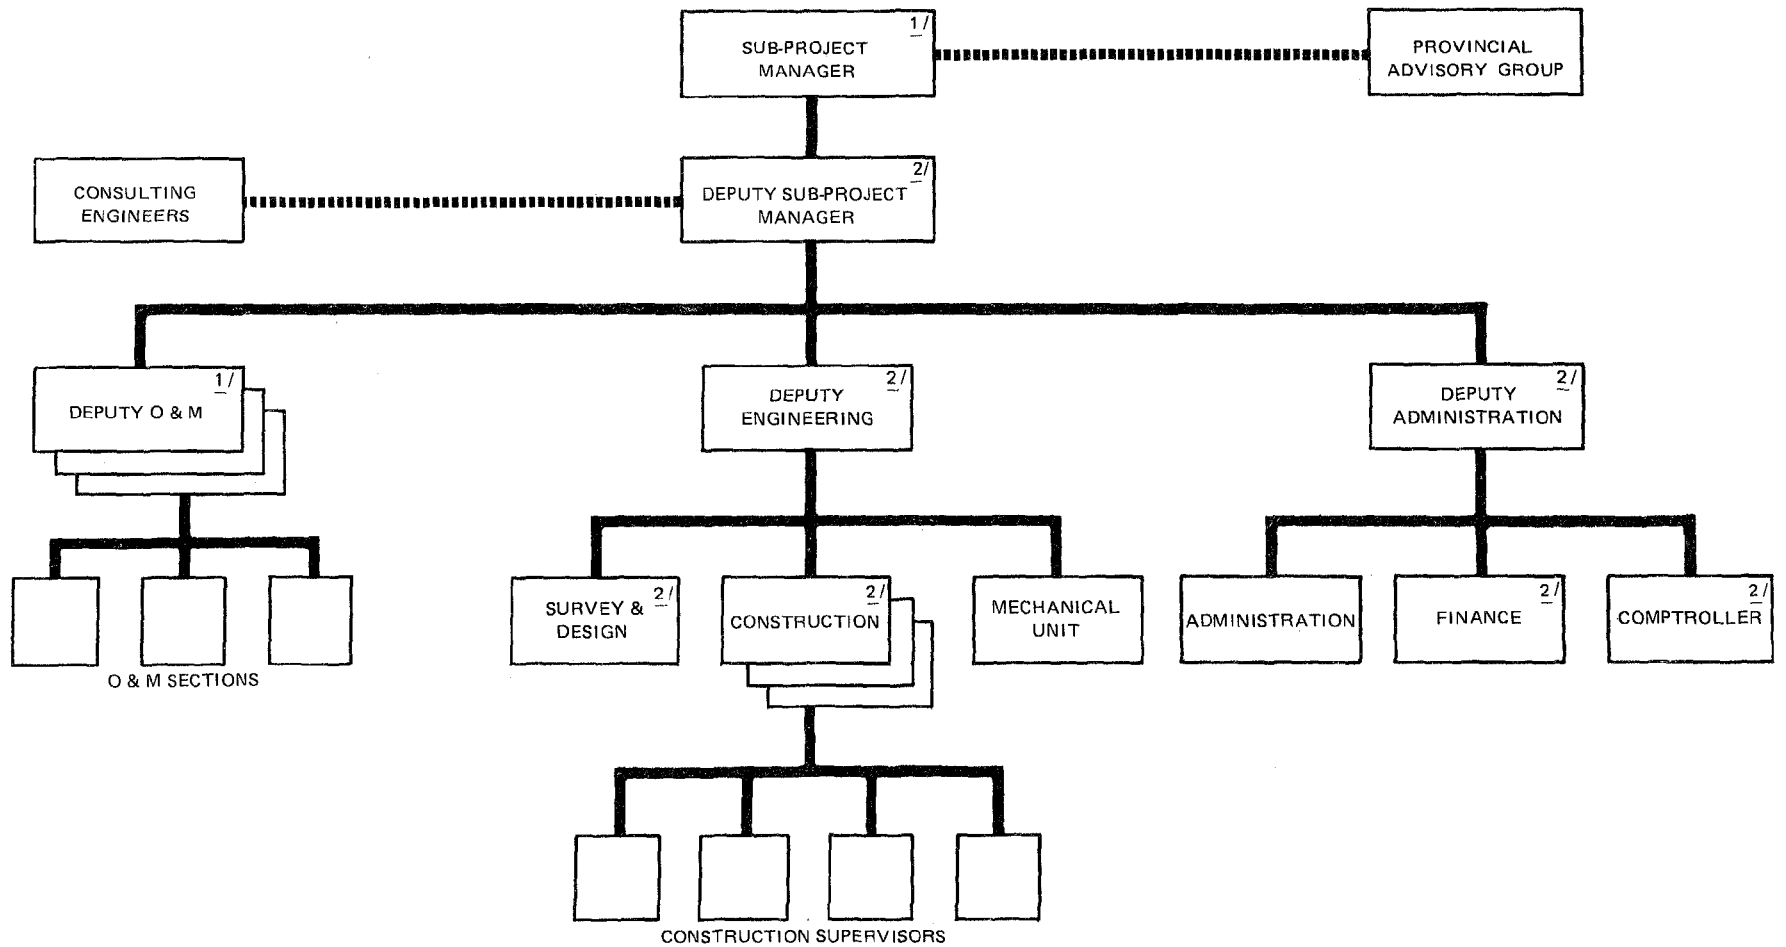 1/
SUB-PROJECT
MANAGER
PROVINCIAL
ADVISORY GROUP
CONSULTING
ENGINEERS
2/
DEPUTY SUB-PROJECT
MANAGER
1/
DEPUTY O & M
2/
DEPUTY
ENGINEERING
2/
DEPUTY
ADMINISTRATION
O & M SECTIONS
2/
SURVEY &
DESIGN
2/
CONSTRUCTION
MECHANICAL
UNIT
ADMINISTRATION
2/
FINANCE
2/
COMPTROLLER
CONSTRUCTION SUPERVISORS